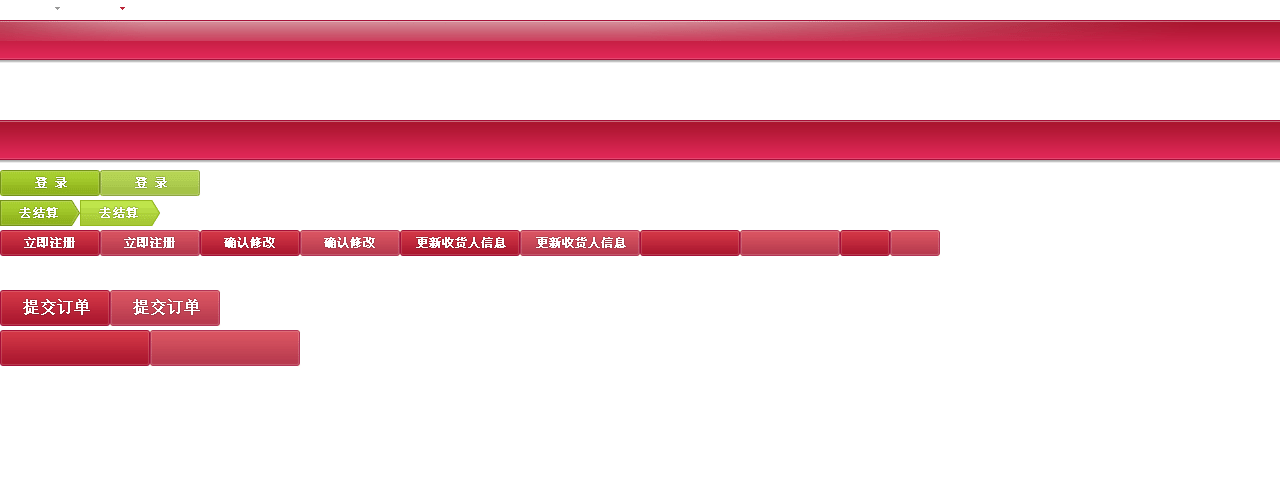 登 录 登 录
去结算 去结算
立即注册 立即注册 确认修改 确认修改 更新收货人信息 更新收货人信息
提交订单 提交订单